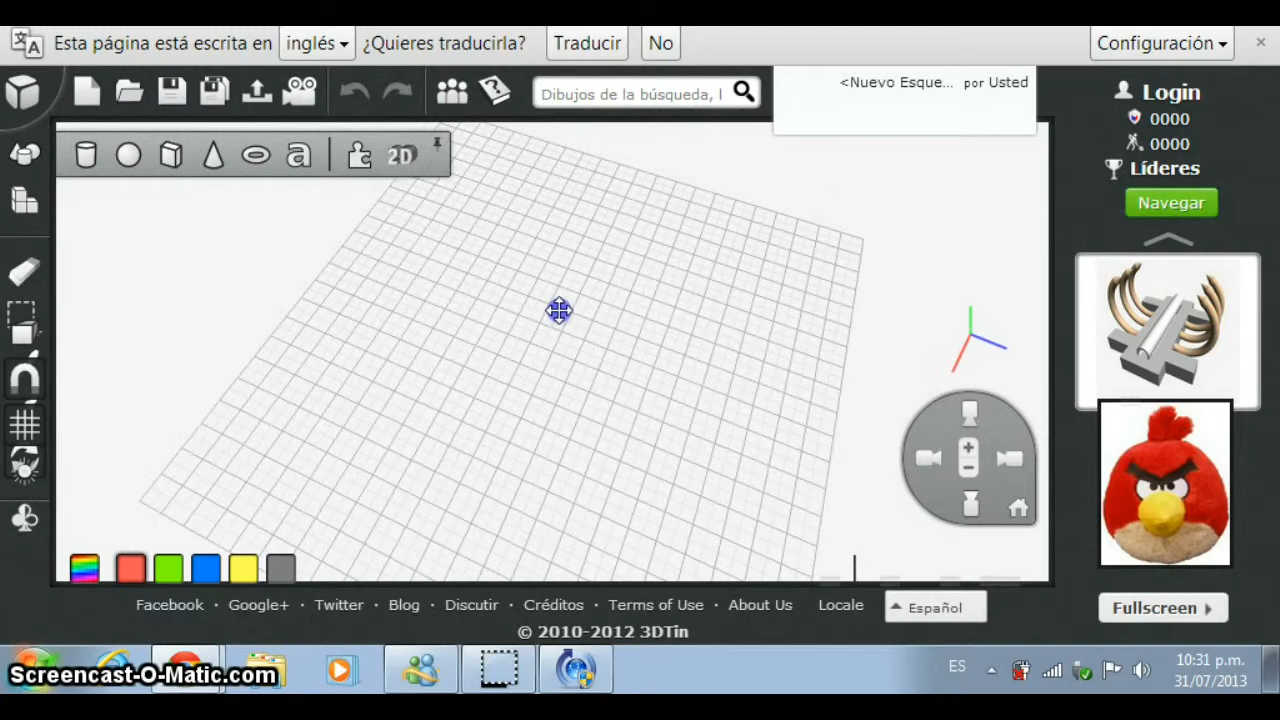 Esta página está escrita en inglés ¿Quieres traducirla? Traducir No Configuración
Dibujos de la búsqueda, l
<Nuevo Esque... por Usted
Login
0000
0000
Líderes
Navegar
a 2D
Facebook · Google+ · Twitter · Blog · Discutir · Créditos · Terms of Use · About Us Locale Español
Fullscreen
© 2010-2012 3DTin
Screencast-O-Matic.com
ES
10:31 p.m.
31/07/2013